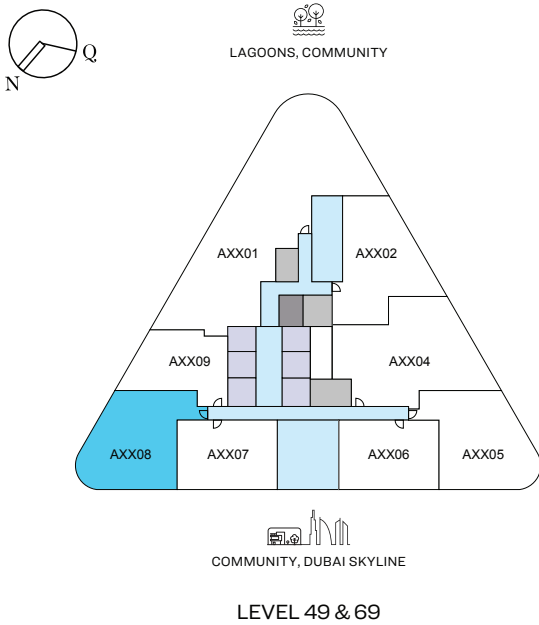 LAGOONS, COMMUNITY
Q
N
AXX01
AXX02
AXX09
AXX04
AXX08
AXX07
AXX06
AXX05
COMMUNITY, DUBAI SKYLINE
LEVEL 49 & 69